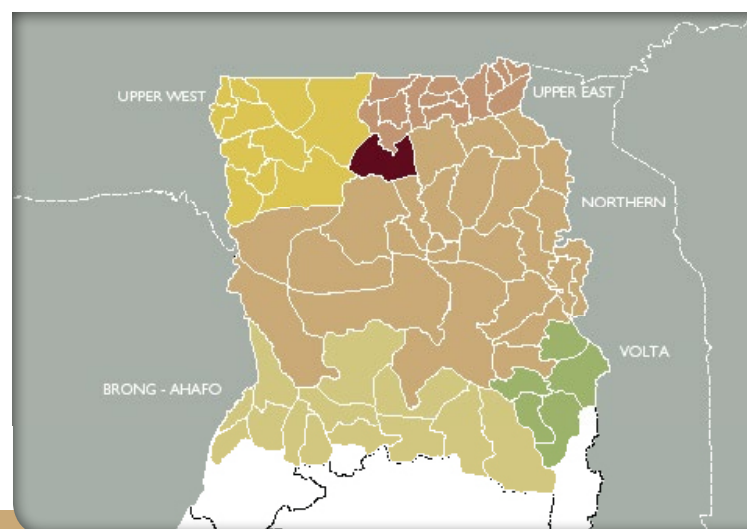 UPPER WEST
UPPER EAST
NORTHERN
VOLTA
BRONG - AHAFO